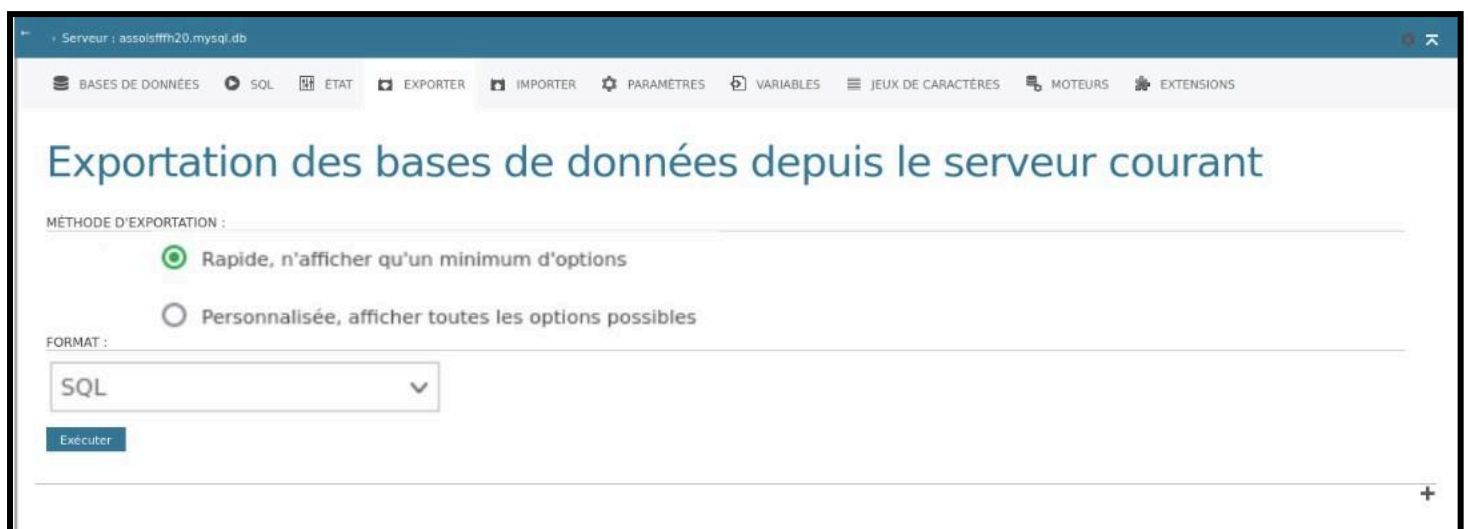 Serveur : assolsffffh20.mysql.db
BASES DE DONNÉES SQL ÉTAT EXPORTER IMPORTER PARAMÈTRES VARIABLES JEUX DE CARACTÈRES MOTEURS EXTENSIONS
Exportation des bases de données depuis le serveur courant
MÉTHODE D'EXPORTATION :
Rapide, n'afficher qu'un minimum d'options
Personnalisée, afficher toutes les options possibles
FORMAT :
SQL
Exécuter